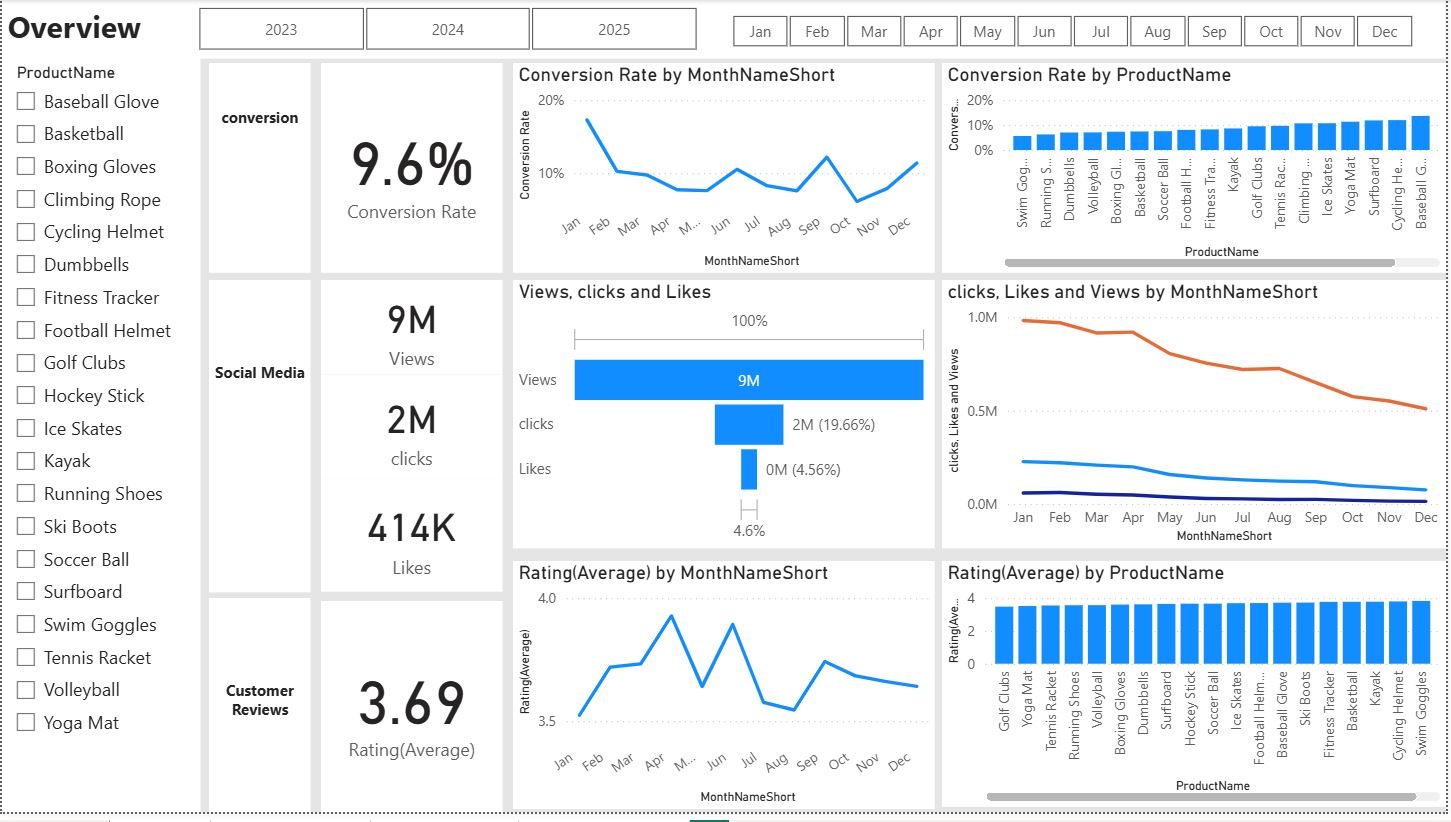 Overview
2023
2024
2025
Jan
Feb
Mar
Apr
May
Jun
Jul
Aug
Sep
Oct
Nov
Dec
ProductName
Baseball Glove
Basketball
Boxing Gloves
Climbing Rope
Cycling Helmet
Dumbbells
Fitness Tracker
Football Helmet
Golf Clubs
Hockey Stick
Ice Skates
Kayak
Running Shoes
Ski Boots
Soccer Ball
Surfboard
Swim Goggles
Tennis Racket
Volleyball
Yoga Mat
conversion
9.6%
Conversion Rate
Conversion Rate by MonthNameShort
Conversion Rate
20%
10%
Jan
Feb
Mar
Apr
M...
Jun
Jul
Aug
Sep
Oct
Nov
Dec
MonthNameShort
Conversion Rate by ProductName
Convers...
20%
10%
0%
Swim Gog...
Running S...
Dumbbells
Volleyball
Boxing Gl...
Basketball
Soccer Ball
Football H...
Fitness Tra...
Kayak
Golf Clubs
Tennis Rac...
Climbing ...
Ice Skates
Yoga Mat
Surfboard
Cycling He...
Baseball G...
ProductName
Social Media
9M
Views
2M
clicks
414K
Likes
Views, clicks and Likes
100%
Views
9M
clicks
2M (19.66%)
Likes
0M (4.56%)
4.6%
clicks, Likes and Views by MonthNameShort
clicks, Likes and Views
1.0M
0.5M
0.0M
Jan
Feb
Mar
Apr
May
Jun
Jul
Aug
Sep
Oct
Nov
Dec
MonthNameShort
Customer
Reviews
3.69
Rating(Average)
Rating(Average) by MonthNameShort
Rating(Average)
4.0
3.5
Jan
Feb
Mar
Apr
M...
Jun
Jul
Aug
Sep
Oct
Nov
Dec
MonthNameShort
Rating(Average) by ProductName
Rating(Ave...
4
2
0
Golf Clubs
Yoga Mat
Tennis Racket
Running Shoes
Volleyball
Boxing Gloves
Dumbbells
Surfboard
Hockey Stick
Soccer Ball
Ice Skates
Football Helm...
Baseball Glove
Ski Boots
Fitness Tracker
Basketball
Kayak
Cycling Helmet
Swim Goggles
ProductName